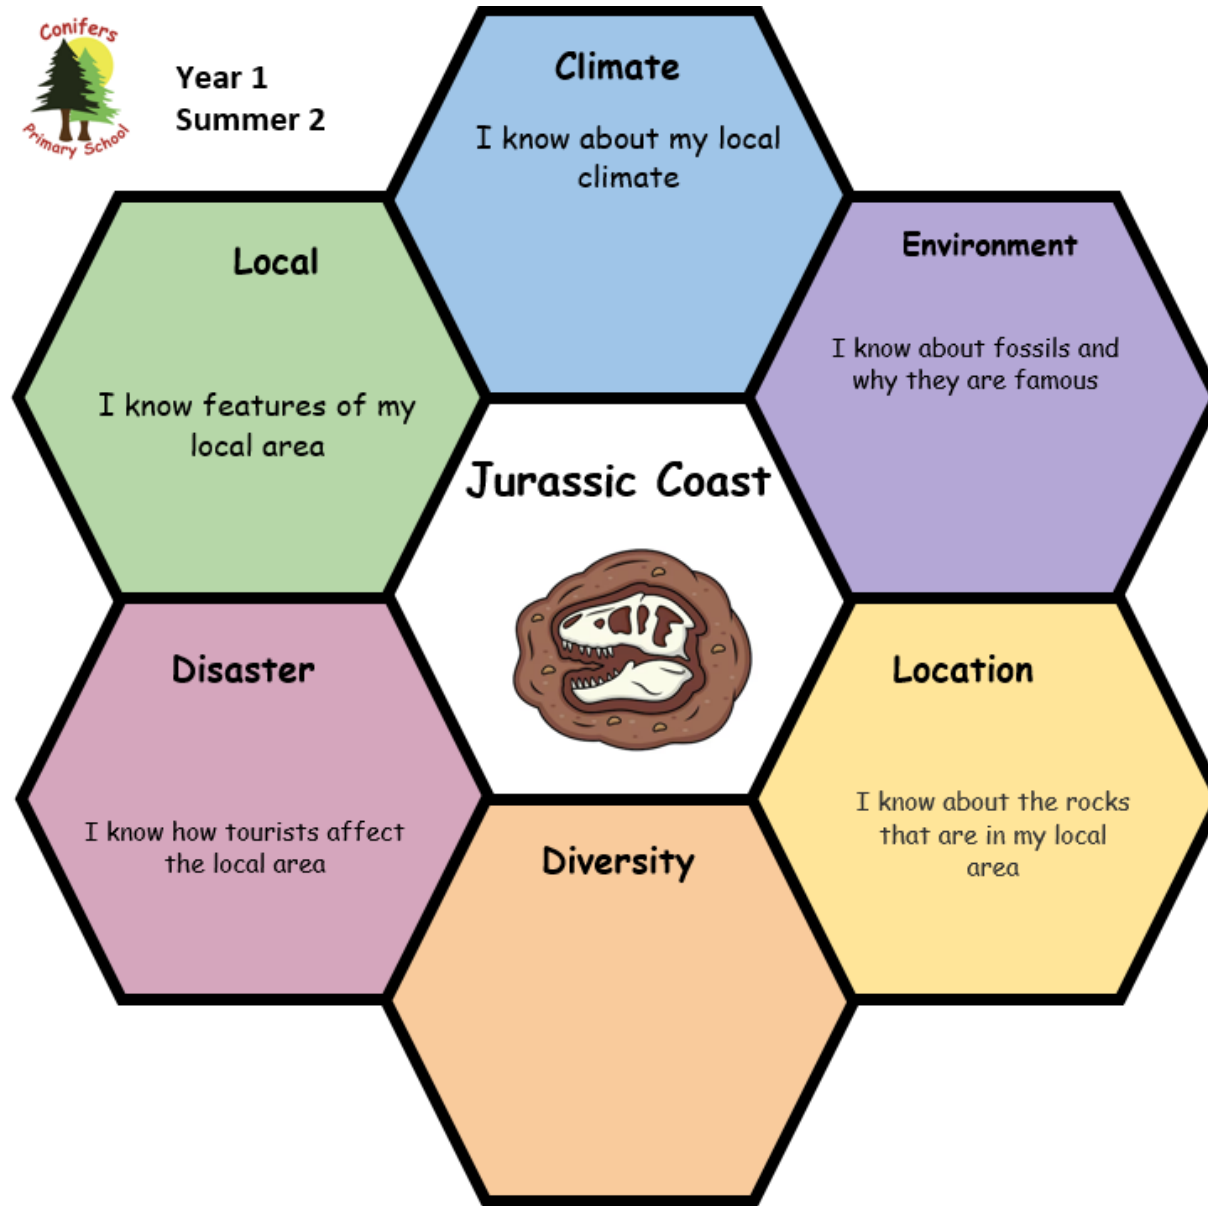 Conifers
Primary School
Year 1
Summer 2
Climate
I know about my local
climate
Environment
I know about fossils and
why they are famous
Local
I know features of my
local area
Jurassic Coast
Disaster
I know how tourists affect
the local area
Location
I know about the rocks
that are in my local
area
Diversity